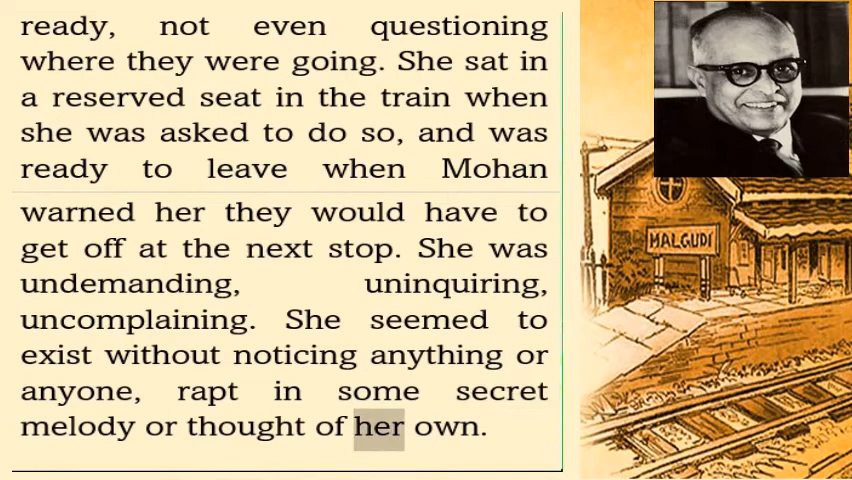 ready, not even questioning
where they were going. She sat in
a reserved seat in the train when
she was asked to do so, and was
ready to leave when Mohan
warned her they would have to
get off at the next stop. She was
undemanding, uninquiring,
uncomplaining. She seemed to
exist without noticing anything or
anyone, rapt in some secret
melody or thought of her own.
MALGUDI